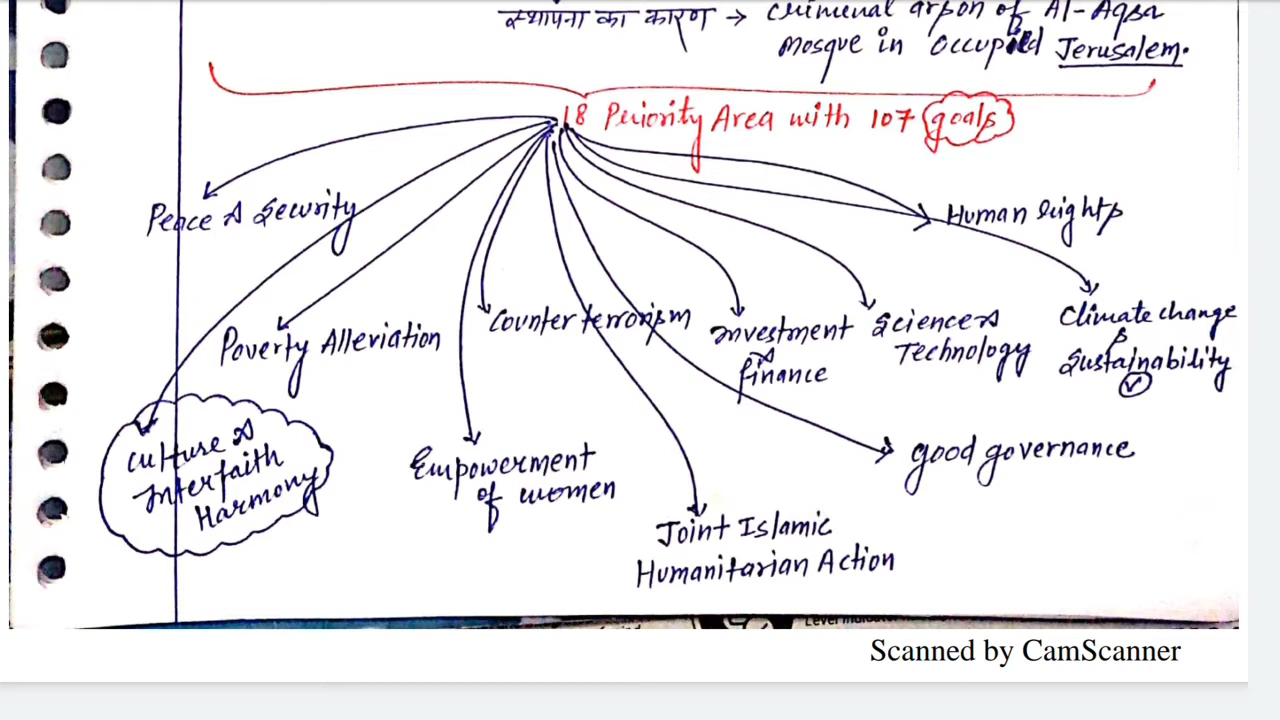 स्थापना का कारण → Crimenal arson of Al-Aqsa
Mosque in Occupied Jerusalem.
18 Periority Area with 107 goals
Peace & Security
Human rights
Poverty Alleviation
Counter terrorism
Investment & finance
Science & Technology
Climate change & Sustainability
Culture &
Interfaith
Harmony
Empowerment
of women
good governance
Joint Islamic
Humanitarian Action
Scanned by CamScanner